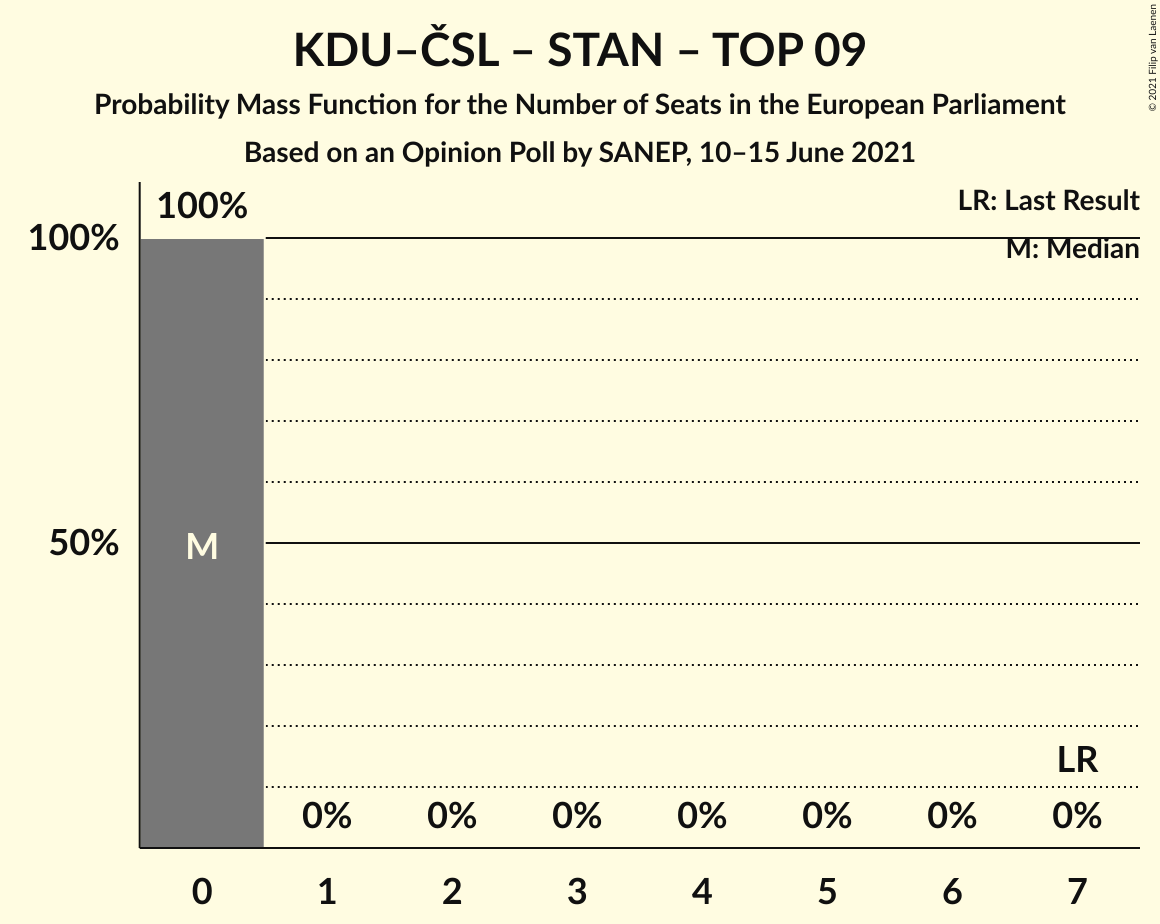 KDU–ČSL – STAN – TOP 09
Probability Mass Function for the Number of Seats in the European Parliament
Based on an Opinion Poll by SANEP, 10–15 June 2021
© 2021 Filip van Laenen
LR: Last Result
M: Median
100%
100%
50%
M
LR
0% 0% 0% 0% 0% 0% 0%
0 1 2 3 4 5 6 7